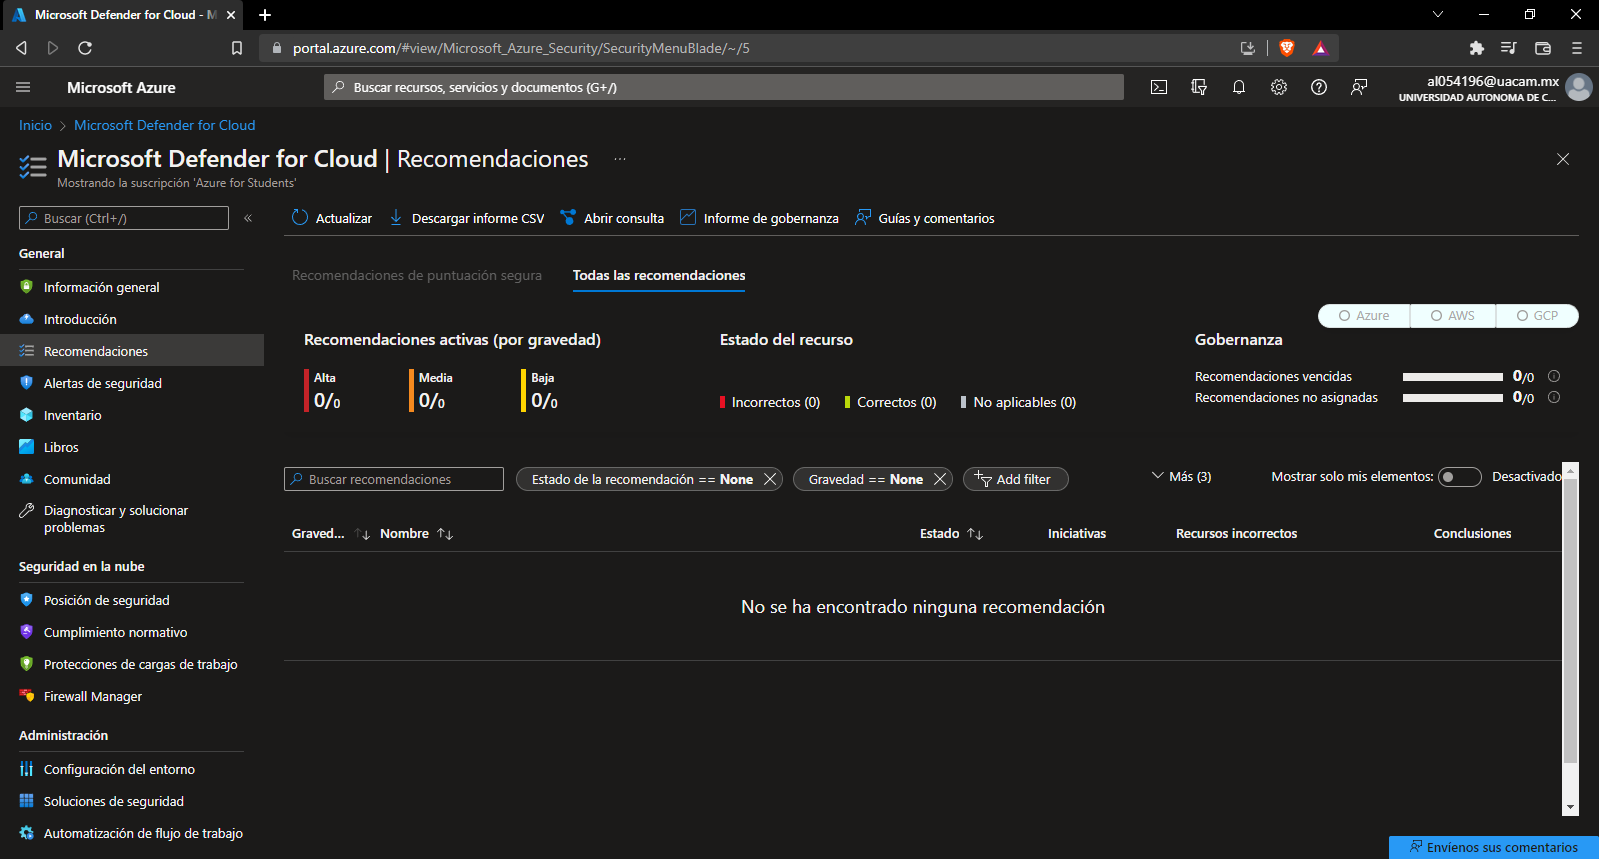 Microsoft Defender for Cloud - M
portal.azure.com/#view/Microsoft_Azure_Security/SecurityMenuBlade/~/5
Microsoft Azure
Buscar recursos, servicios y documentos (G+/)
al054196@uacam.mx
UNIVERSIDAD AUTONOMA DE C...
Inicio > Microsoft Defender for Cloud
Microsoft Defender for Cloud | Recomendaciones ...
Mostrando la suscripción 'Azure for Students'
Buscar (Ctrl+/)
«
General
Información general
Introducción
Recomendaciones
Alertas de seguridad
Inventario
Libros
Comunidad
Diagnosticar y solucionar
problemas
Seguridad en la nube
Posición de seguridad
Cumplimiento normativo
Protecciones de cargas de trabajo
Firewall Manager
Administración
Configuración del entorno
Soluciones de seguridad
Automatización de flujo de trabajo
Actualizar Descargar informe CSV Abrir consulta Informe de gobernanza Guías y comentarios
Recomendaciones de puntuación segura Todas las recomendaciones
Azure AWS GCP
Recomendaciones activas (por gravedad)
Alta
0/0
Media
0/0
Baja
0/0
Estado del recurso
Incorrectos (0) Correctos (0) No aplicables (0)
Gobernanza
Recomendaciones vencidas 0/0
Recomendaciones no asignadas 0/0
Buscar recomendaciones Estado de la recomendación == None Gravedad == None Add filter Más (3) Mostrar solo mis elementos: Desactivado
Graved... Nombre Estado Iniciativas Recursos incorrectos Conclusiones
No se ha encontrado ninguna recomendación
Envíenos sus comentarios